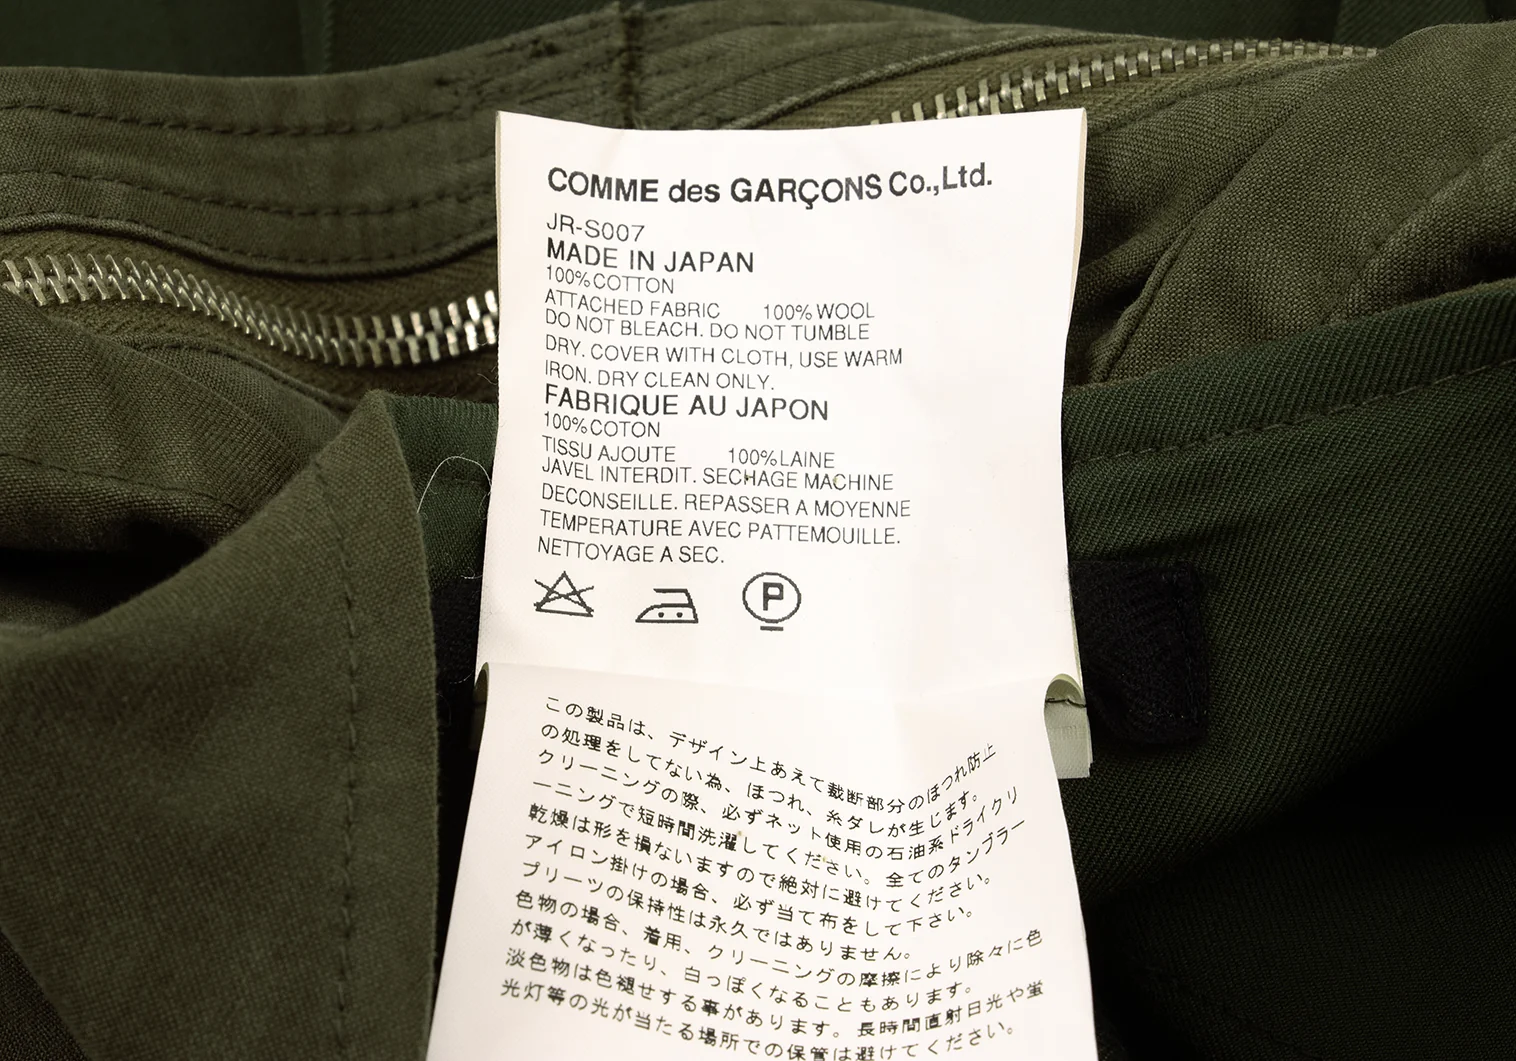 COMME des GARÇONS Co.,Ltd.
JR-S007
MADE IN JAPAN
100% COTTON
ATTACHED FABRIC 100% WOOL
DO NOT BLEACH. DO NOT TUMBLE
DRY. COVER WITH CLOTH, USE WARM
IRON. DRY CLEAN ONLY.
FABRIQUE AU JAPON
100% COTON
TISSU AJOUTE 100% LAINE
JAVEL INTERDIT. SECHAGE MACHINE
DECONSEILLE. REPASSER A MOYENNE
TEMPERATURE AVEC PATTEMOUILLE.
NETTOYAGE A SEC.
P
この製品は、デザイン上あえて裁断部分のほつれ防止
の処理をしてない為、ほつれ、糸ダレが生じます。
クリーニングの際、必ずネット使用の石油系ドライクリ
ーニングで短時間洗濯してください。全てのタンブラー
乾燥は形を損ないますので絶対に避けてください。
アイロン掛けの場合、必ず当て布をして下さい。
プリーツの保持性は永久ではありません。
色物の場合、着用、クリーニングの摩擦により除々に色
が薄くなったり、白っぽくなることもあります。
淡色物は色褪せする事があります。長時間直射日光や蛍
光灯等の光が当たる場所での保管は避けてください。